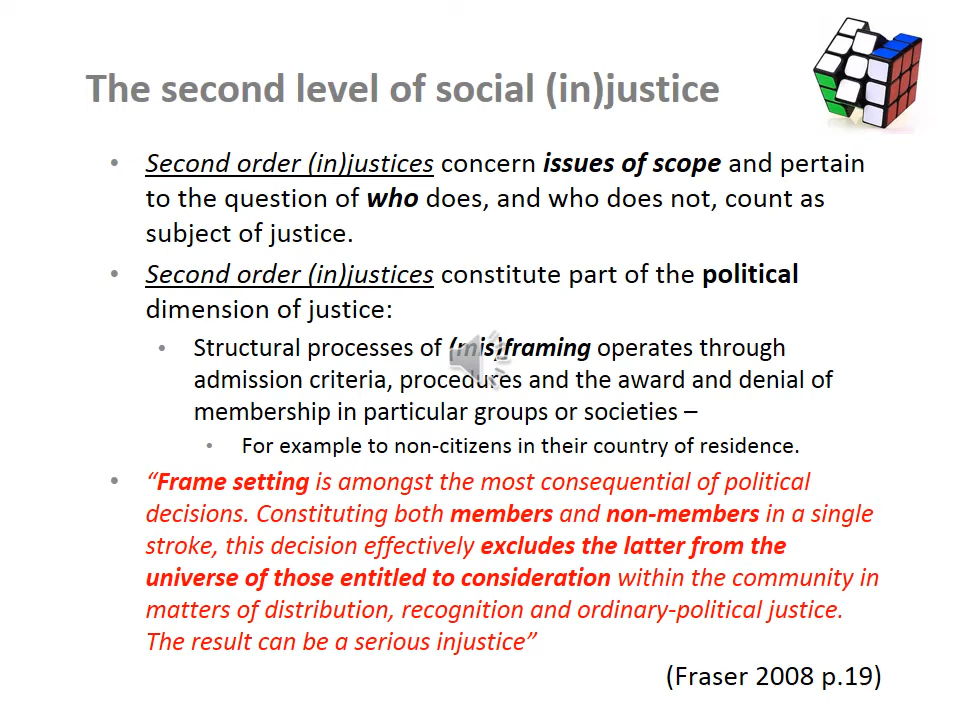 The second level of social (in)justice
• Second order (in)justices concern issues of scope and pertain
to the question of who does, and who does not, count as
subject of justice.
• Second order (in)justices constitute part of the political
dimension of justice:
• Structural processes of (mis)framing operates through
admission criteria, procedures and the award and denial of
membership in particular groups or societies –
• For example to non-citizens in their country of residence.
• “Frame setting is amongst the most consequential of political
decisions. Constituting both members and non-members in a single
stroke, this decision effectively excludes the latter from the
universe of those entitled to consideration within the community in
matters of distribution, recognition and ordinary-political justice.
The result can be a serious injustice”
(Fraser 2008 p.19)